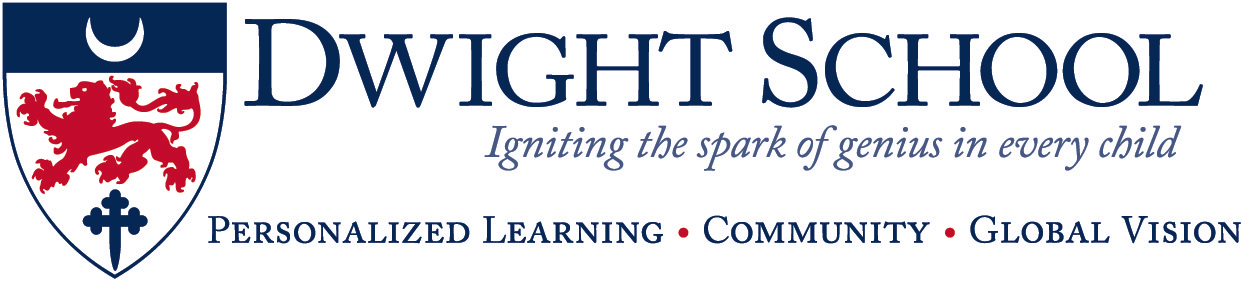 DWIGHT SCHOOL
Igniting the spark of genius in every child
PERSONALIZED LEARNING • COMMUNITY • GLOBAL VISION